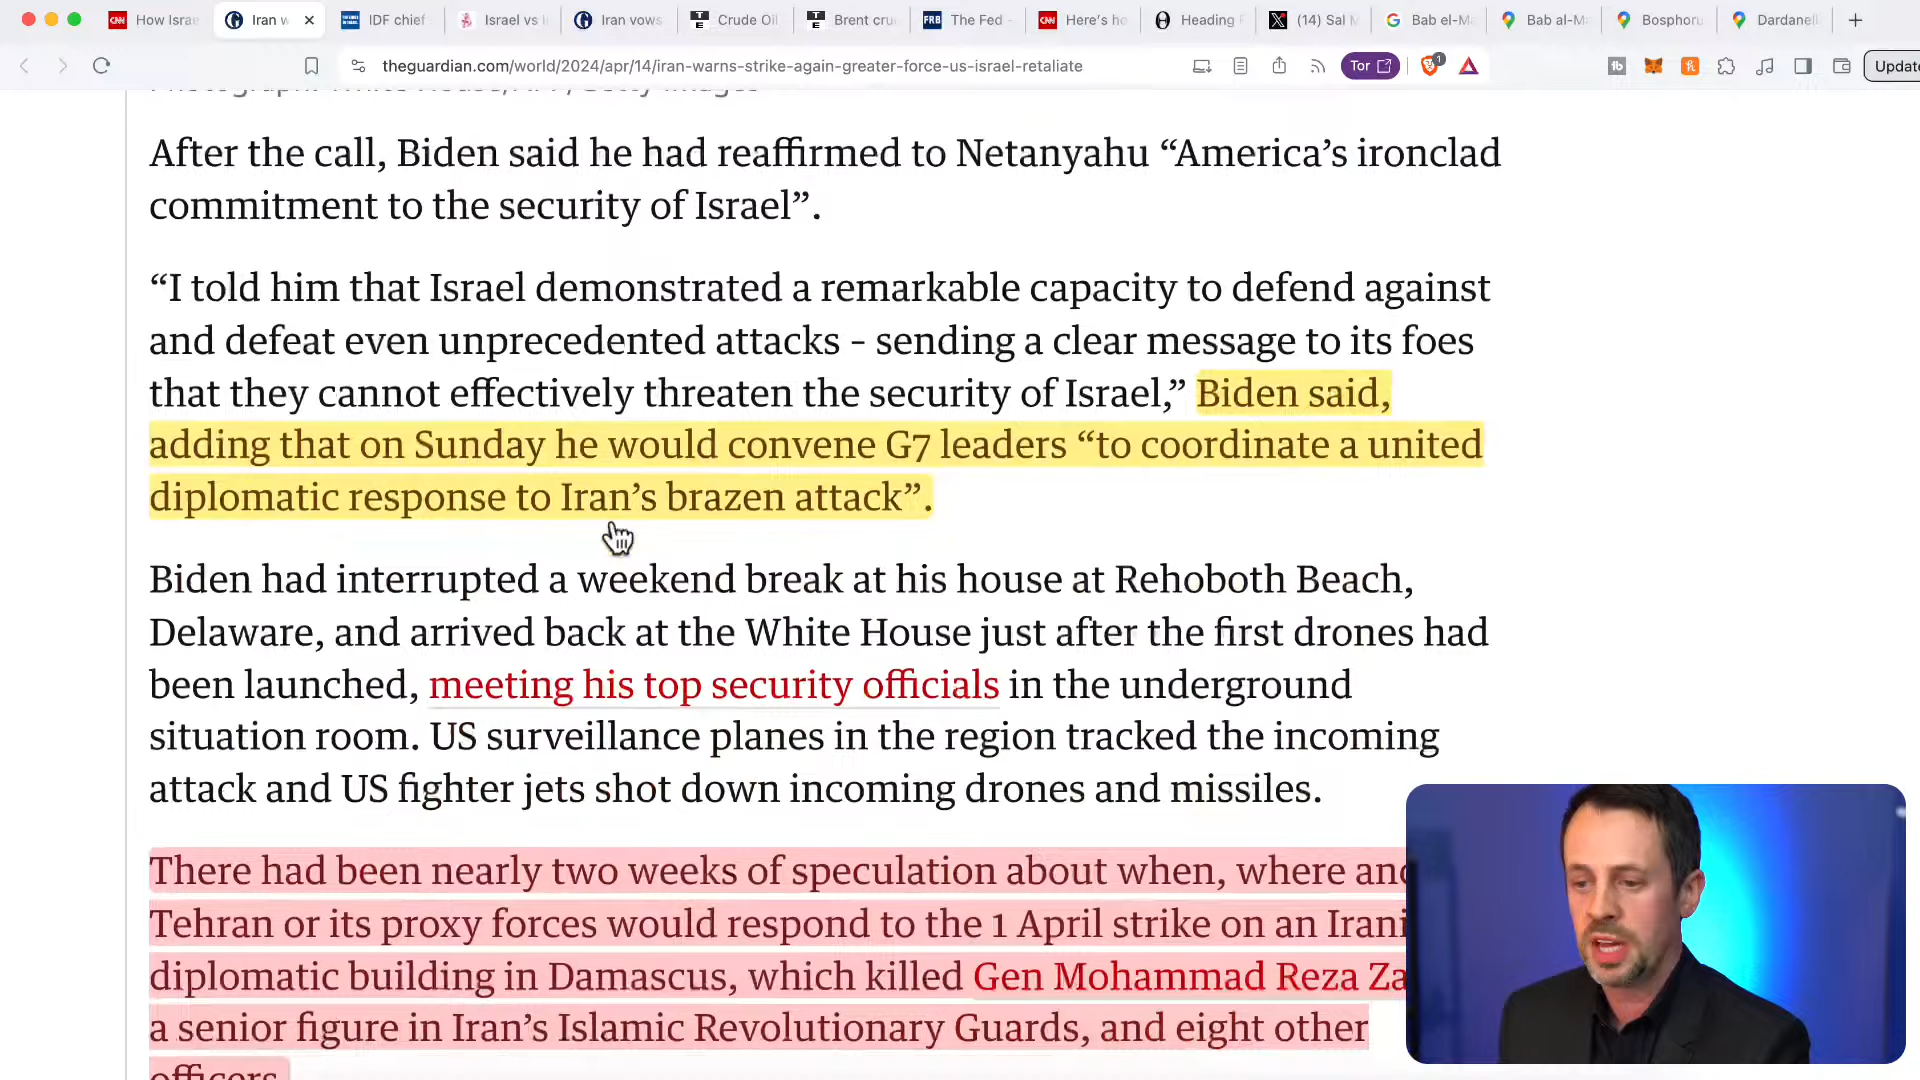 How Israe
Iran w
IDF chief
Israel vs I
Iran vows
Crude Oil
Brent cru
The Fed -
Here's ho
Heading
(14) Sal M
Bab el-Ma
Bab al-Ma
Bosphoru
Dardanell
theguardian.com/world/2024/apr/14/iran-warns-strike-again-greater-force-us-israel-retaliate
Tor
1
Update
After the call, Biden said he had reaffirmed to Netanyahu “America’s ironclad
commitment to the security of Israel”.
“I told him that Israel demonstrated a remarkable capacity to defend against
and defeat even unprecedented attacks – sending a clear message to its foes
that they cannot effectively threaten the security of Israel,” Biden said,
adding that on Sunday he would convene G7 leaders “to coordinate a united
diplomatic response to Iran’s brazen attack”.
Biden had interrupted a weekend break at his house at Rehoboth Beach,
Delaware, and arrived back at the White House just after the first drones had
been launched, meeting his top security officials in the underground
situation room. US surveillance planes in the region tracked the incoming
attack and US fighter jets shot down incoming drones and missiles.
There had been nearly two weeks of speculation about when, where and
Tehran or its proxy forces would respond to the 1 April strike on an Irani
diplomatic building in Damascus, which killed Gen Mohammad Reza Za
a senior figure in Iran’s Islamic Revolutionary Guards, and eight other
officers.